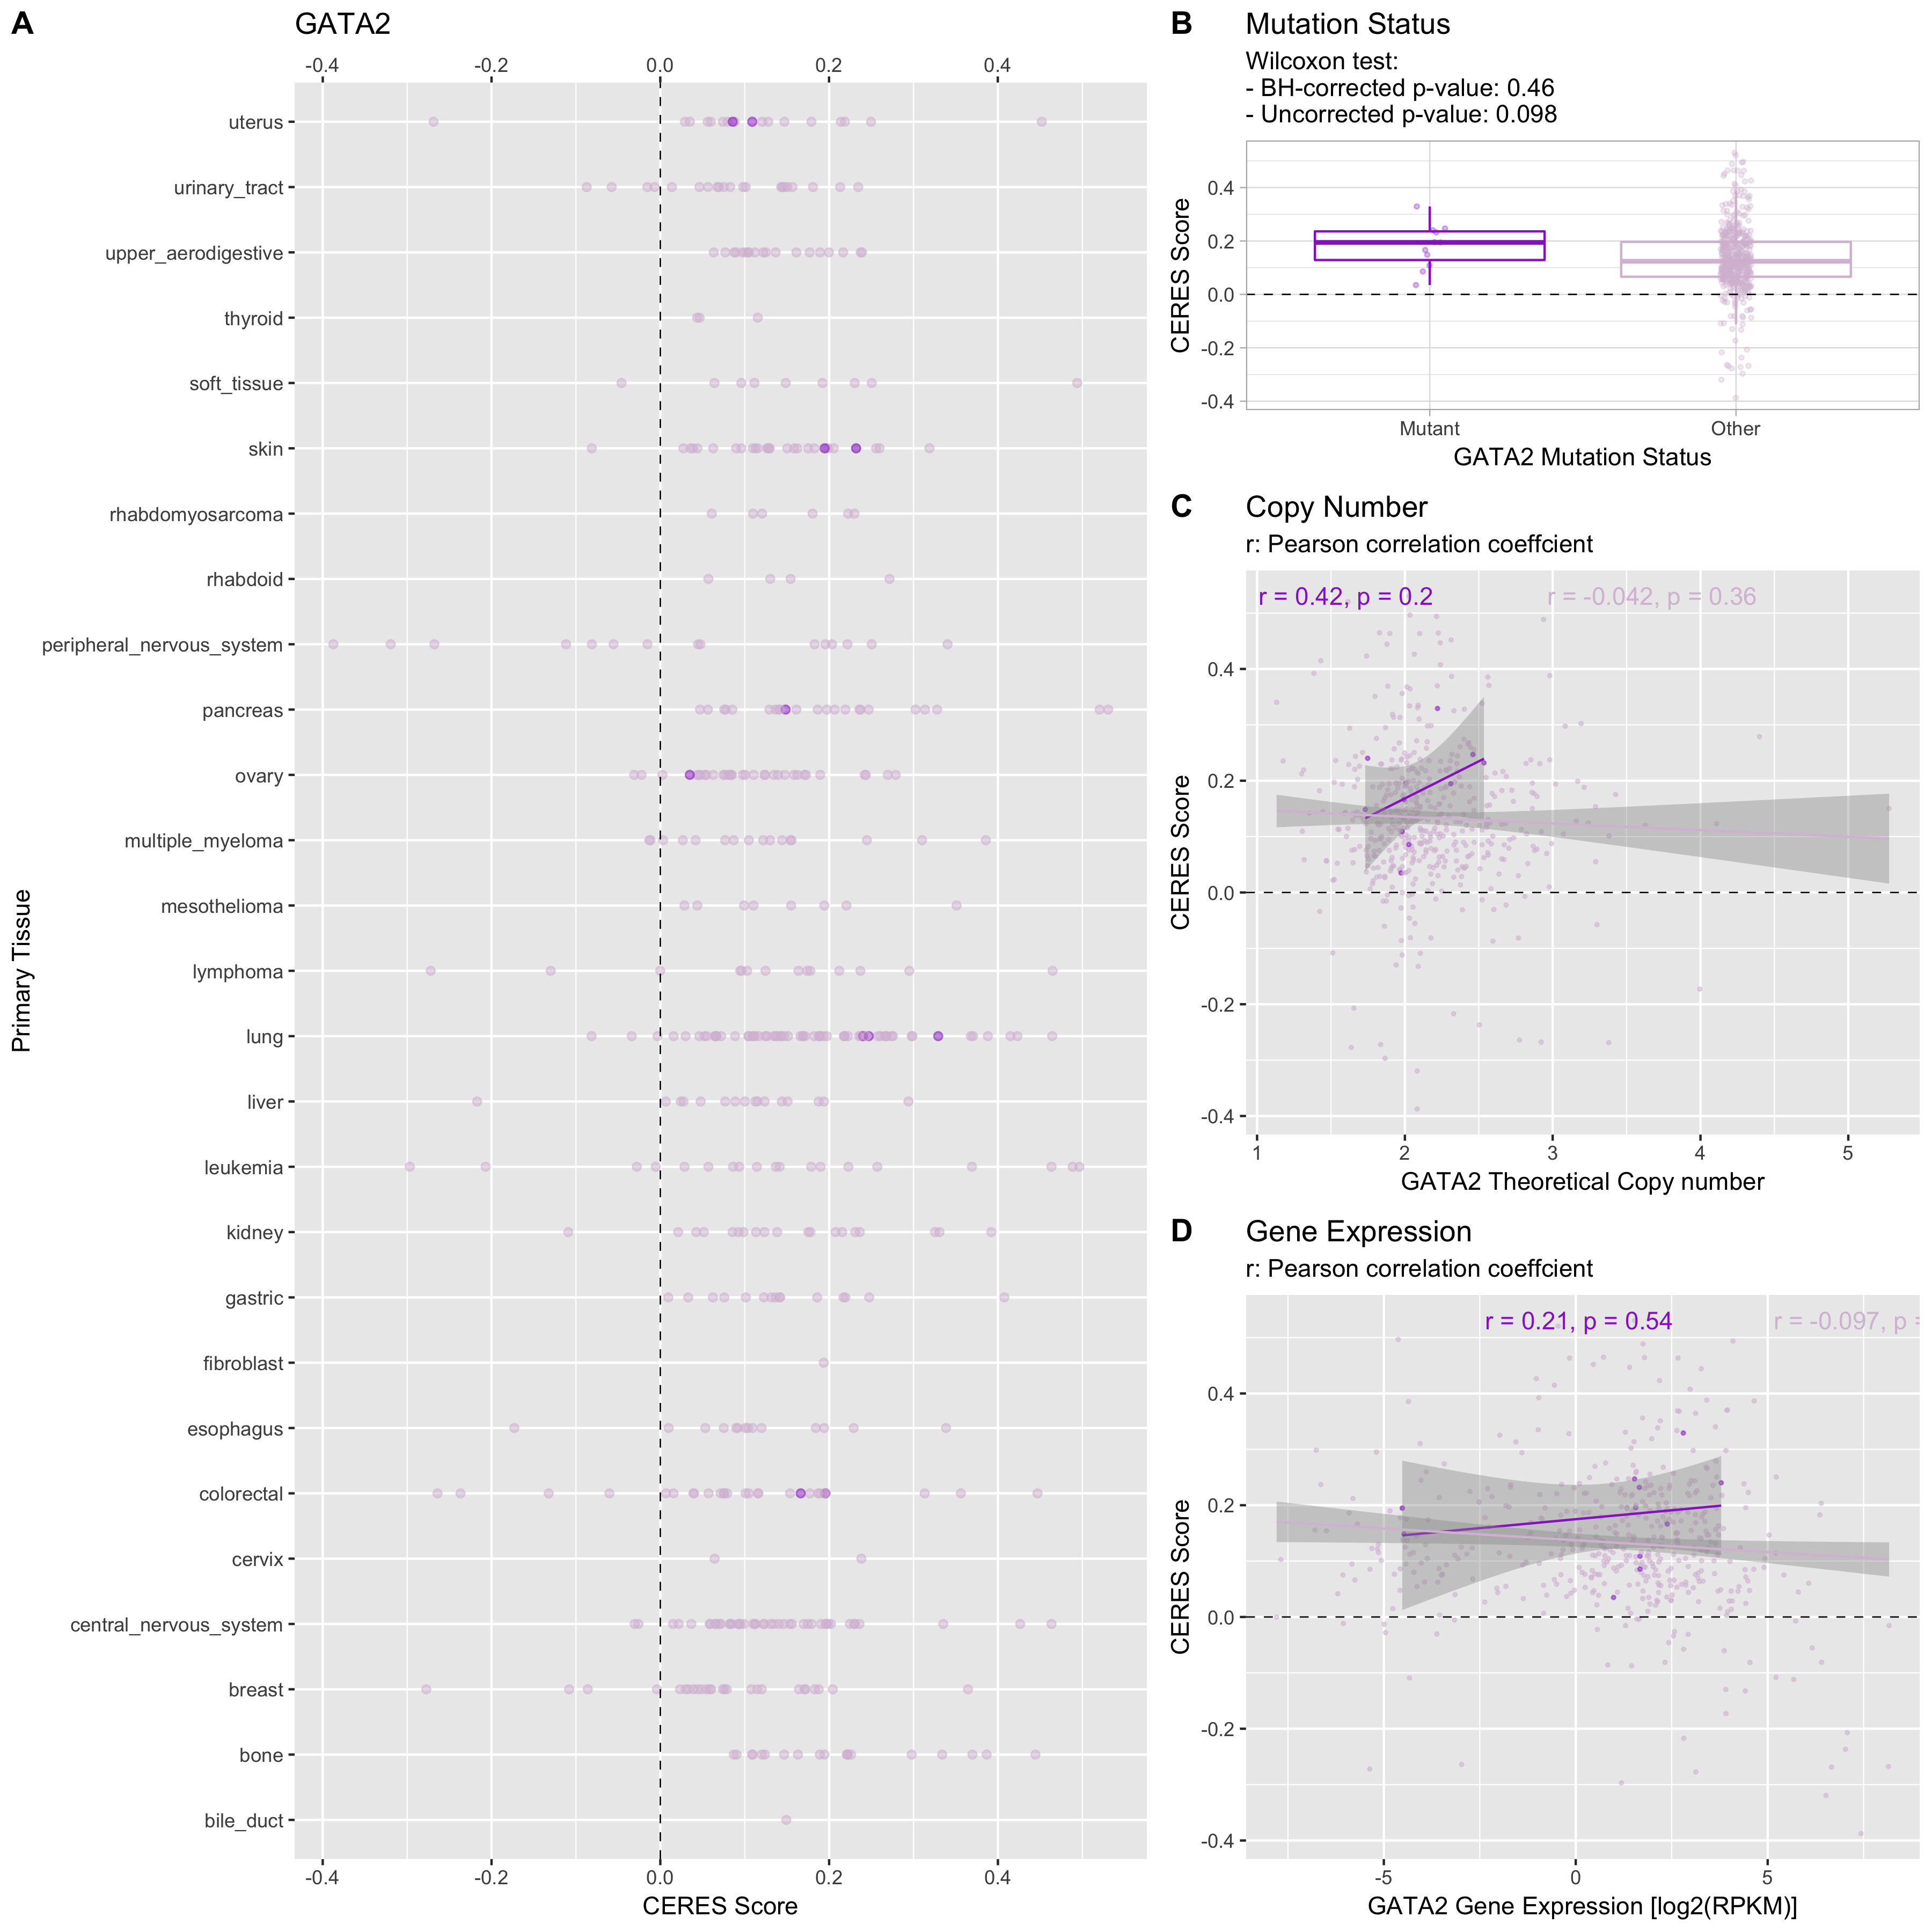 A
GATA2
-0.4 -0.2 0.0 0.2 0.4
uterus
urinary_tract
upper_aerodigestive
thyroid
soft_tissue
skin
rhabdomyosarcoma
rhabdoid
peripheral_nervous_system
pancreas
ovary
multiple_myeloma
mesothelioma
lymphoma
lung
liver
leukemia
kidney
gastric
fibroblast
esophagus
colorectal
cervix
central_nervous_system
breast
bone
bile_duct
Primary Tissue
-0.4 -0.2 0.0 0.2 0.4
CERES Score
B
Mutation Status
Wilcoxon test:
- BH-corrected p-value: 0.46
- Uncorrected p-value: 0.098
CERES Score
0.4
0.2
0.0
-0.2
-0.4
Mutant Other
GATA2 Mutation Status
C
Copy Number
r: Pearson correlation coeffcient
r = 0.42, p = 0.2 r = -0.042, p = 0.36
CERES Score
0.4
0.2
0.0
-0.2
-0.4
1 2 3 4 5
GATA2 Theoretical Copy number
D
Gene Expression
r: Pearson correlation coeffcient
r = 0.21, p = 0.54 r = -0.097, p =
CERES Score
0.4
0.2
0.0
-0.2
-0.4
-5 0 5
GATA2 Gene Expression [log2(RPKM)]